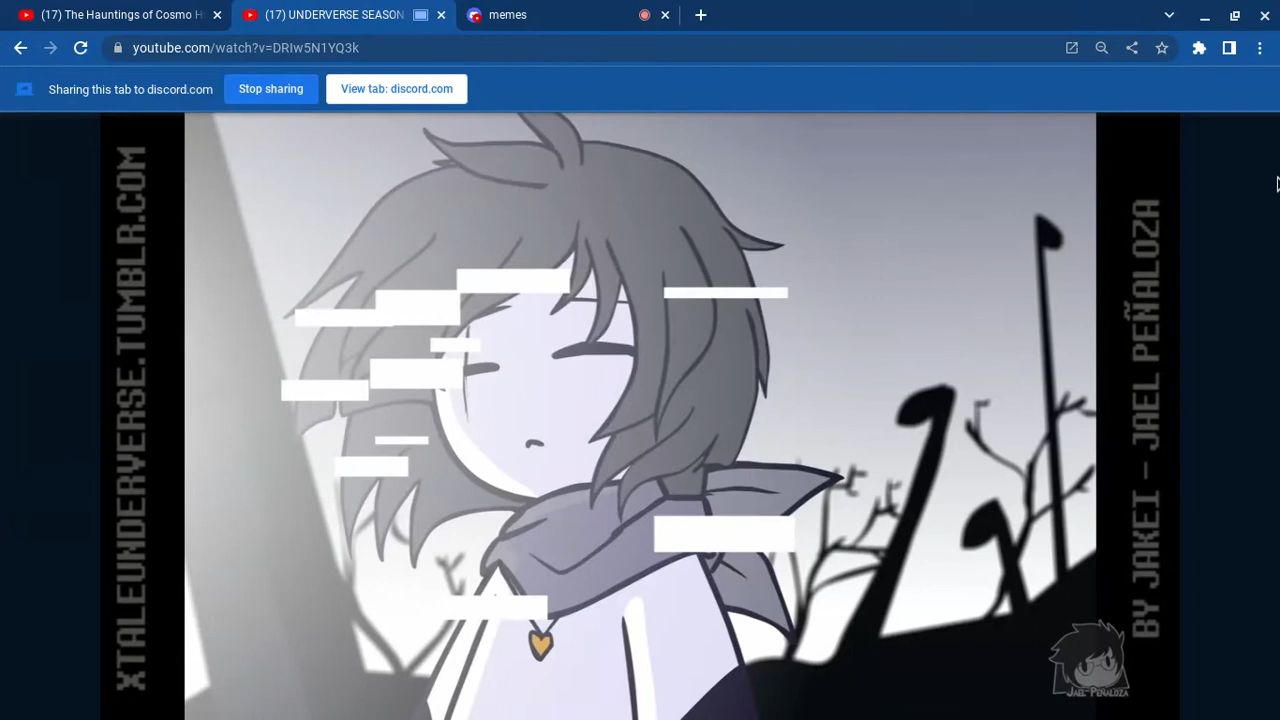 (17) The Hauntings of Cosmo H
(17) UNDERVERSE SEASON
memes
youtube.com/watch?v=DRIw5N1YQ3k
Sharing this tab to discord.com
Stop sharing
View tab: discord.com
XTALEUNDERVERSE.TUMBLR.COM
BY JAKEI - JAEL PEÑALOZA
JAEL-PEÑALOZA